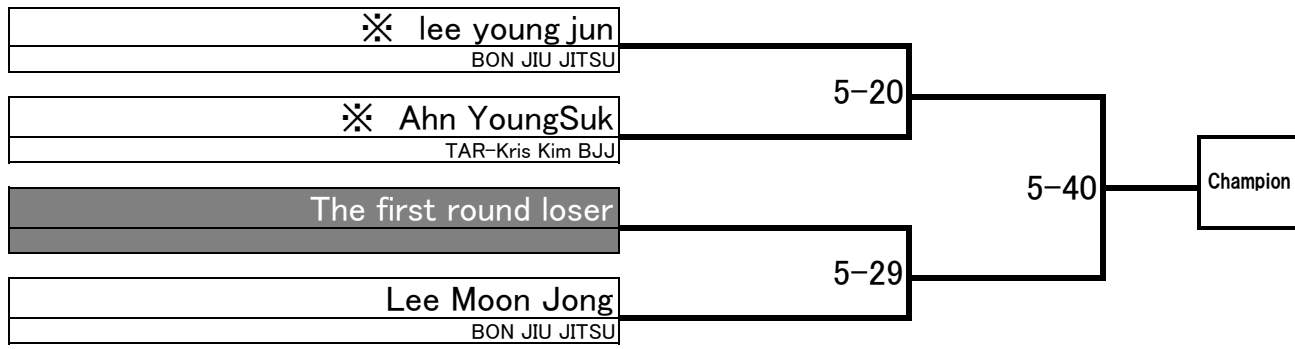 ※ lee young jun
BON JIU JITSU
5-20
※ Ahn YoungSuk
TAR-Kris Kim BJJ
5-40
Champion
The first round loser
5-29
Lee Moon Jong
BON JIU JITSU